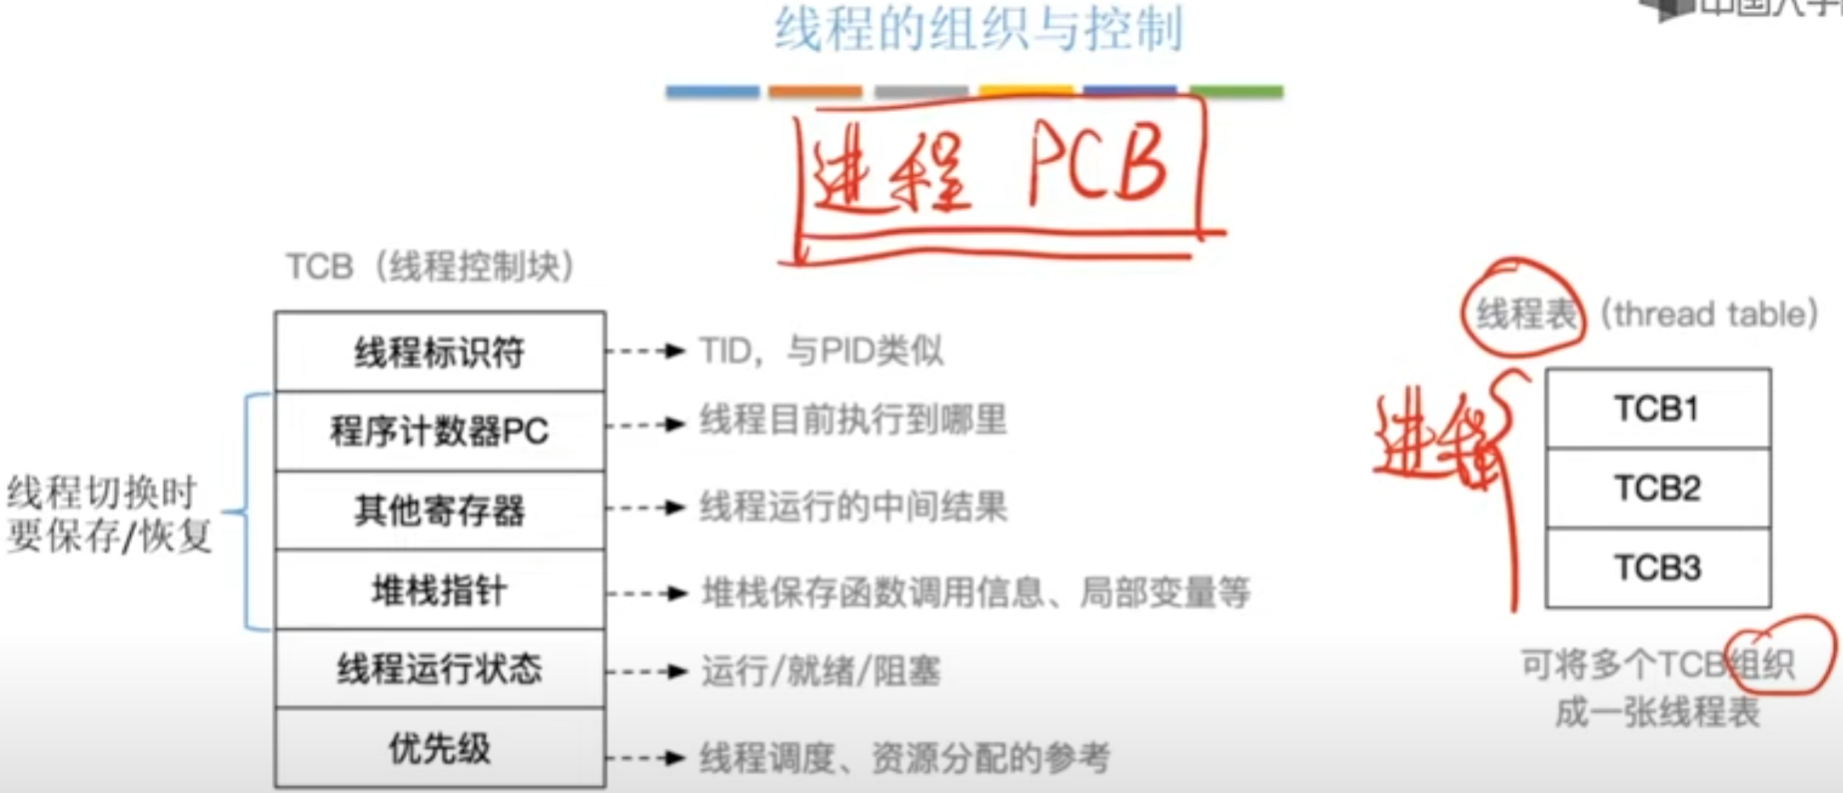 线程的组织与控制
进程 PCB
TCB（线程控制块）
线程标识符
TID，与PID类似
程序计数器PC
线程目前执行到哪里
其他寄存器
线程运行的中间结果
堆栈指针
堆栈保存函数调用信息、局部变量等
线程运行状态
运行/就绪/阻塞
优先级
线程调度、资源分配的参考
线程切换时
要保存/恢复
线程表（thread table）
进程
TCB1
TCB2
TCB3
可将多个TCB组织
成一张线程表